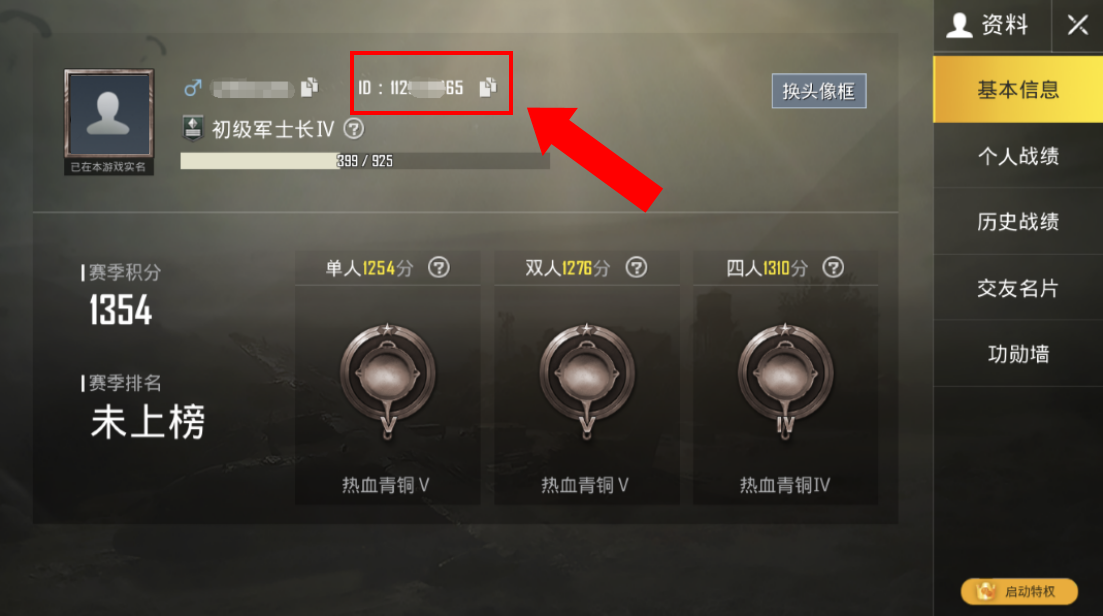 资料
ID : 112 65
换头像框
初级军士长IV ?
已在本游戏实名
399 / 925
基本信息
个人战绩
历史战绩
交友名片
功勋墙
赛季积分
1354
赛季排名
未上榜
单人1254分 ?
双人1276分 ?
四人1310分 ?
V
V
IV
热血青铜 V
热血青铜 V
热血青铜IV
启动特权